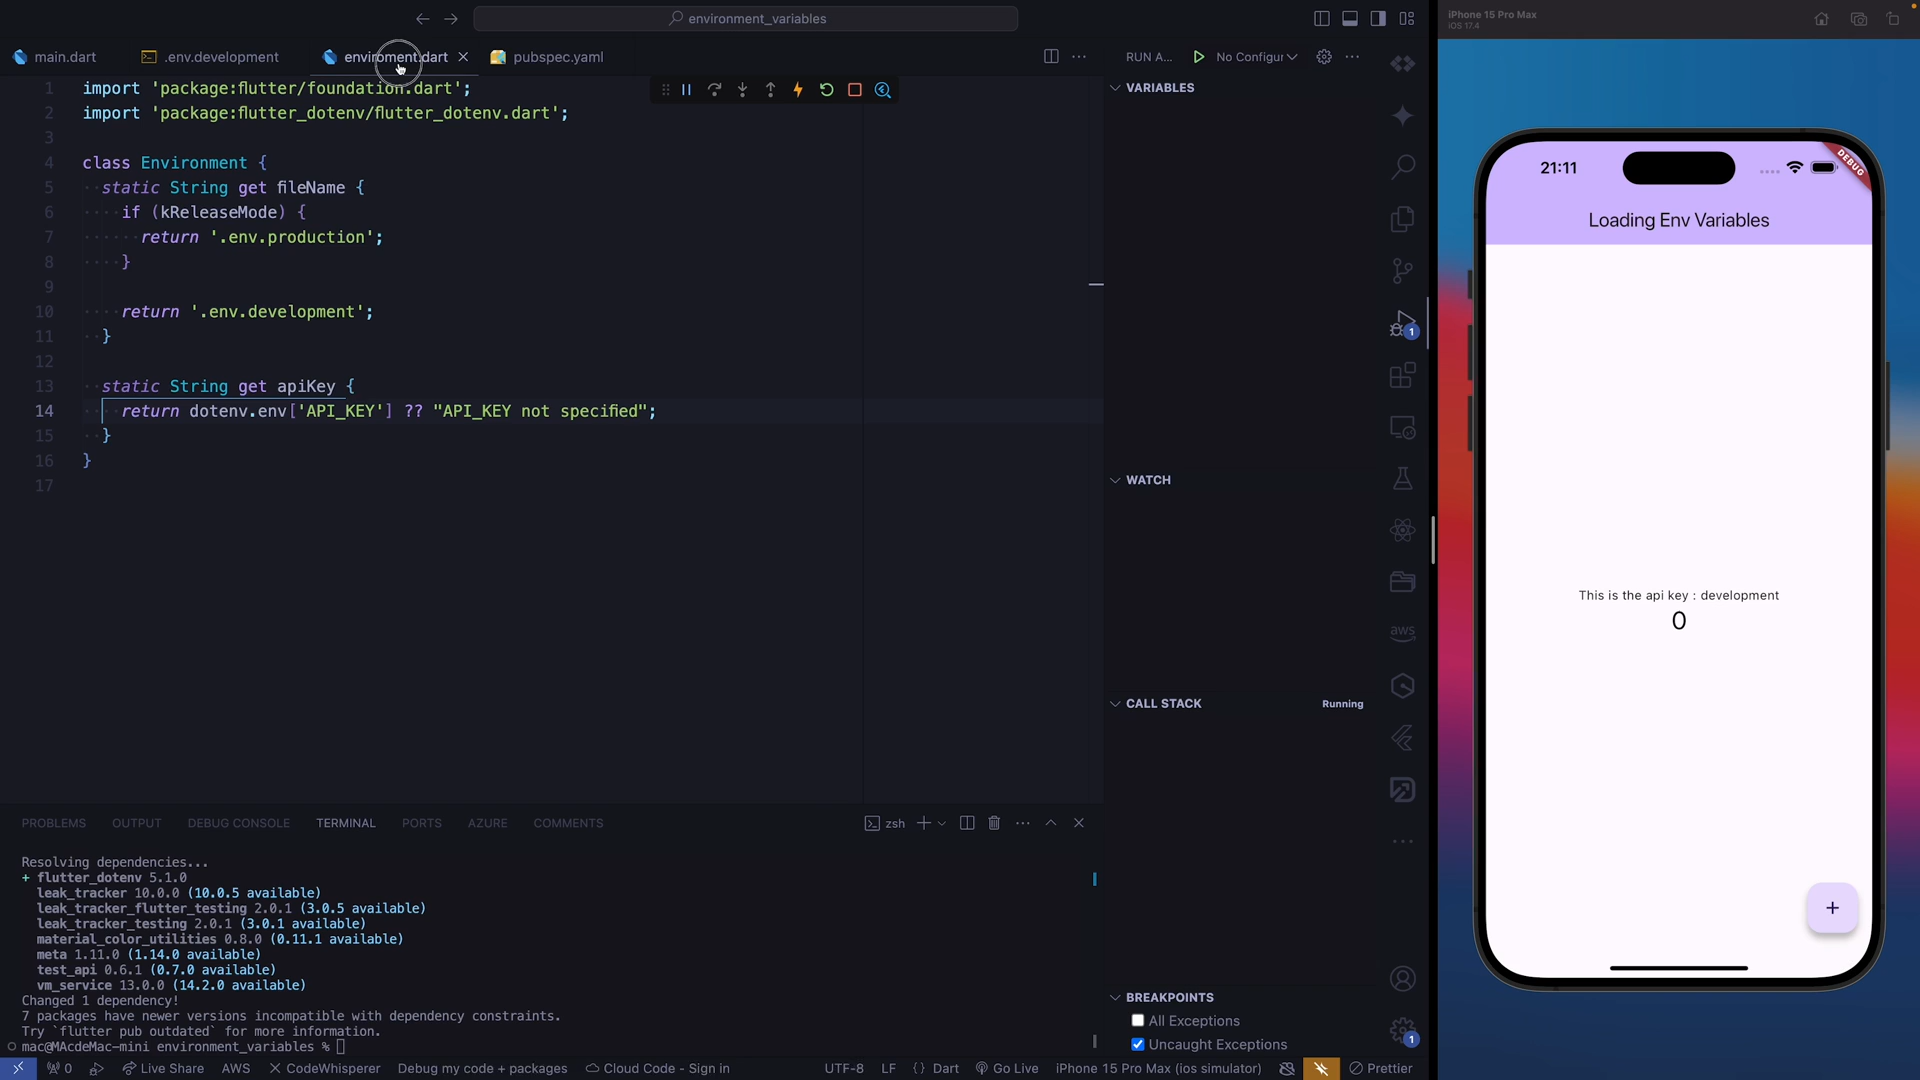 environment_variables
main.dart
.env.development
enviroment.dart
pubspec.yaml
1 import 'package:flutter/foundation.dart';
2 import 'package:flutter_dotenv/flutter_dotenv.dart';
3
4 class Environment {
5 static String get fileName {
6 if (kReleaseMode) {
7 return '.env.production';
8 }
9
10 return '.env.development';
11 }
12
13 static String get apiKey {
14 return dotenv.env['API_KEY'] ?? "API_KEY not specified";
15 }
16 }
17
RUN A...
No Configur
VARIABLES
WATCH
CALL STACK
Running
BREAKPOINTS
All Exceptions
Uncaught Exceptions
aws
1
1
PROBLEMS
OUTPUT
DEBUG CONSOLE
TERMINAL
PORTS
AZURE
COMMENTS
zsh
Resolving dependencies...
+ flutter_dotenv 5.1.0
leak_tracker 10.0.0 (10.0.5 available)
leak_tracker_flutter_testing 2.0.1 (3.0.5 available)
leak_tracker_testing 2.0.1 (3.0.1 available)
material_color_utilities 0.8.0 (0.11.1 available)
meta 1.11.0 (1.14.0 available)
test_api 0.6.1 (0.7.0 available)
vm_service 13.0.0 (14.2.0 available)
Changed 1 dependency!
7 packages have newer versions incompatible with dependency constraints.
Try `flutter pub outdated` for more information.
mac@MAcdeMac-mini environment_variables %
0
Live Share
AWS
CodeWhisperer
Debug my code + packages
Cloud Code - Sign in
UTF-8
LF
{ } Dart
Go Live
iPhone 15 Pro Max (ios simulator)
Prettier
iPhone 15 Pro Max
iOS 17.4
21:11
DEBUG
Loading Env Variables
This is the api key : development
0
+